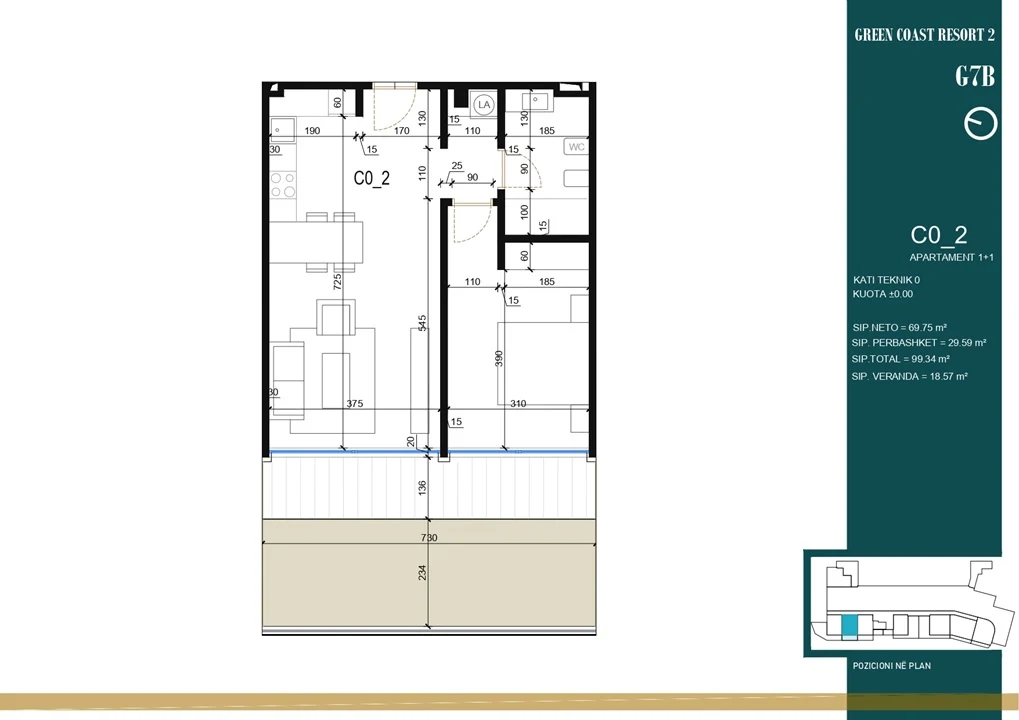 GREEN COAST RESORT 2
G7B
C0_2
APARTAMENT 1+1
KATI TEKNIK 0
KUOTA ±0.00
SIP.NETO = 69.75 m²
SIP. PERBASHKET = 29.59 m²
SIP.TOTAL = 99.34 m²
SIP. VERANDA = 18.57 m²
POZICIONI NË PLAN
60
130
LA
15
110
130
185
190
15
170
30
15
WC
C0_2
110
25
90
90
100
15
60
725
110
185
15
545
390
30
375
310
15
20
136
730
234